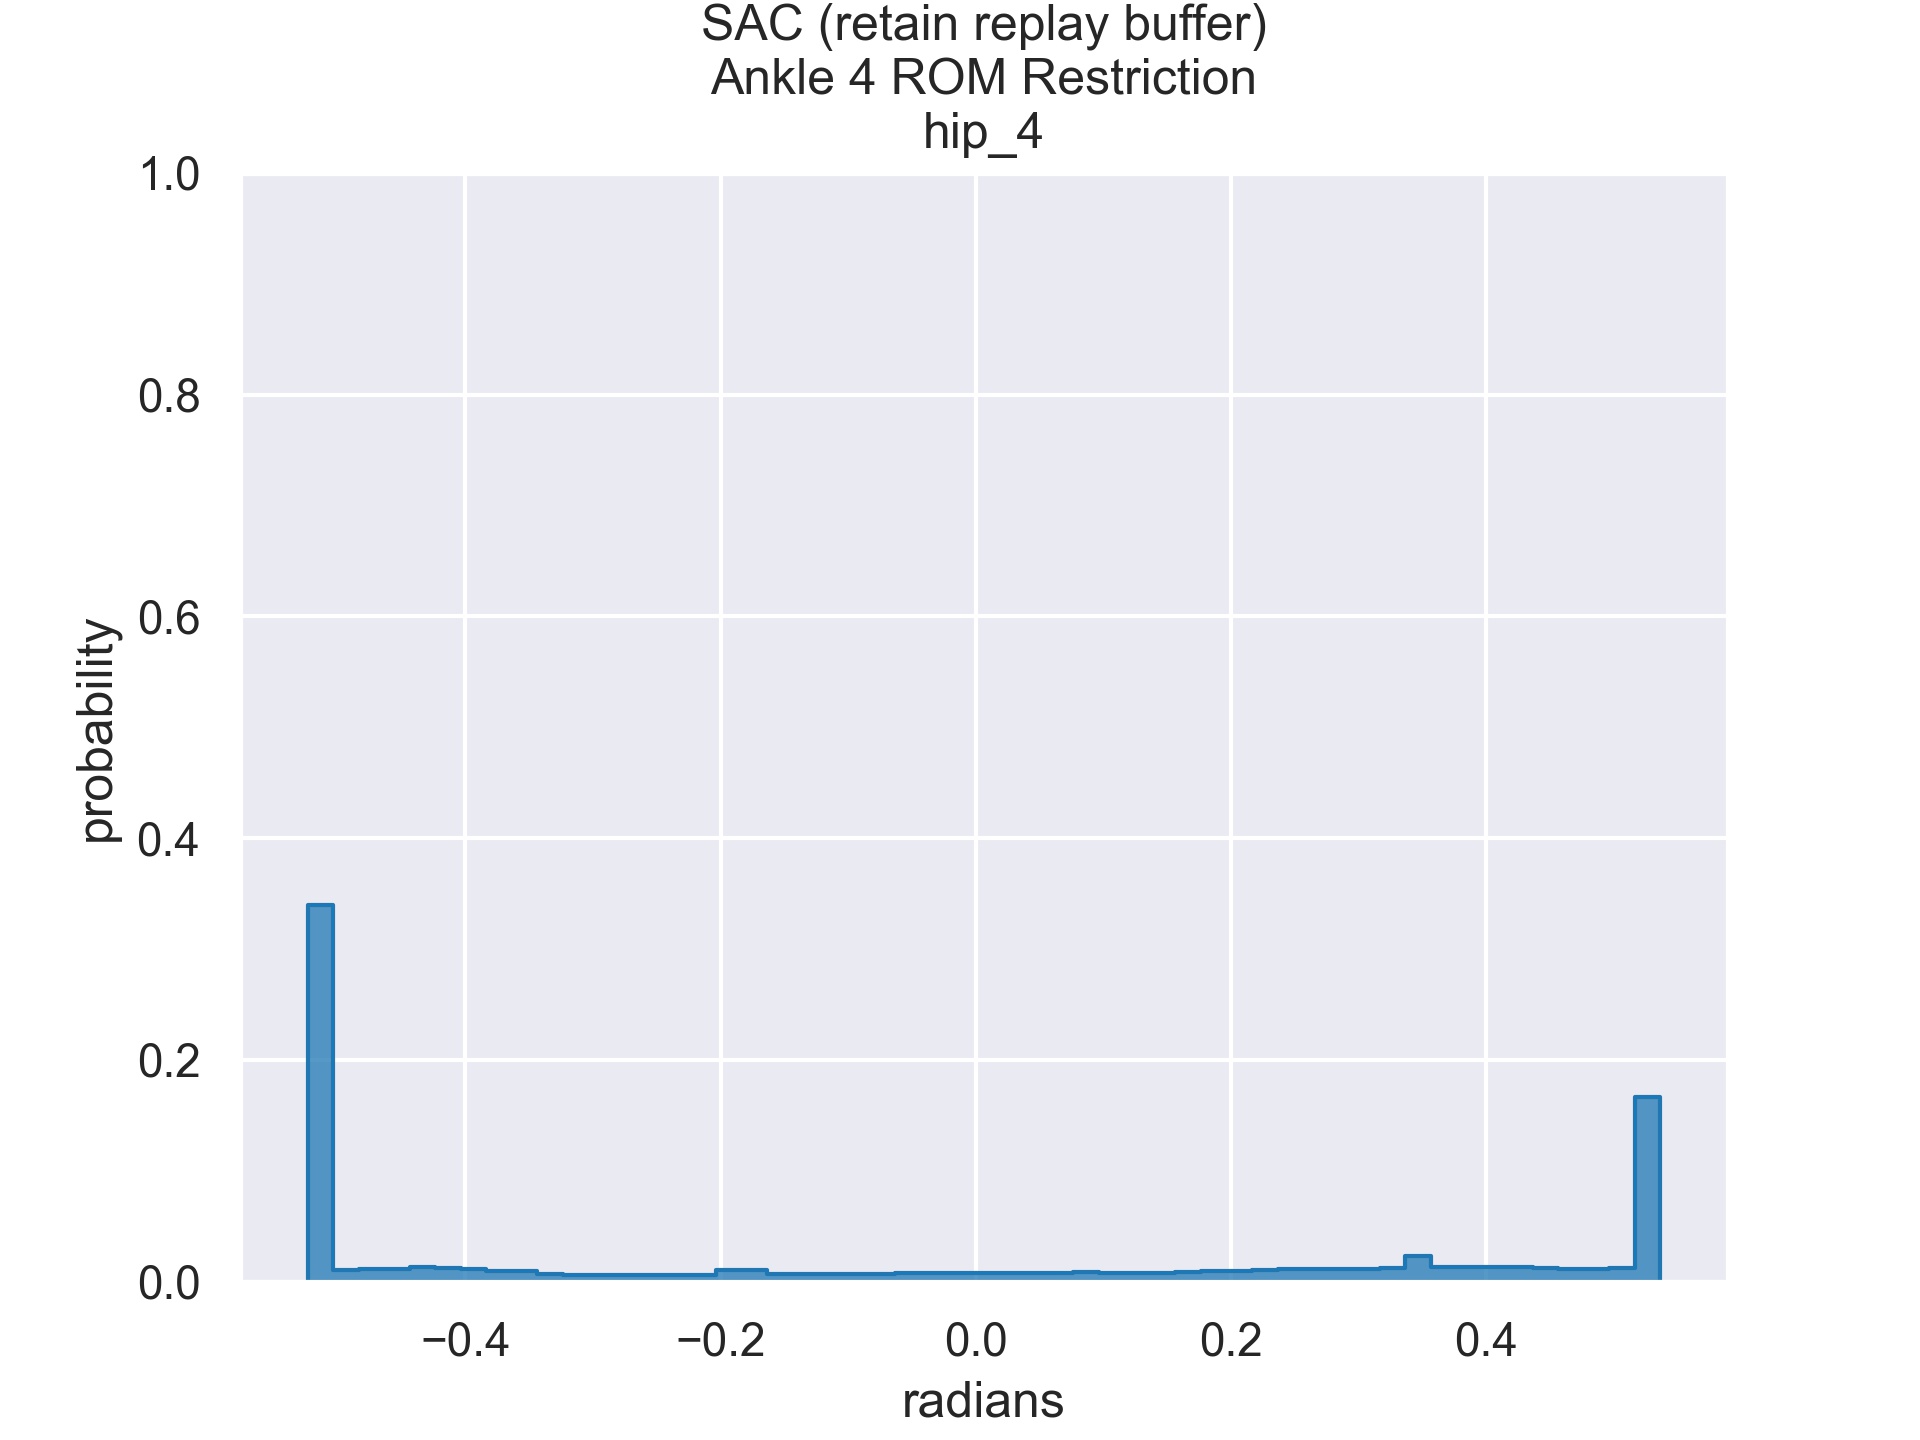 SAC (retain replay buffer)
Ankle 4 ROM Restriction
hip_4
1.0
0.8
0.6
0.4
0.2
0.0
probability
−0.4
−0.2
0.0
0.2
0.4
radians